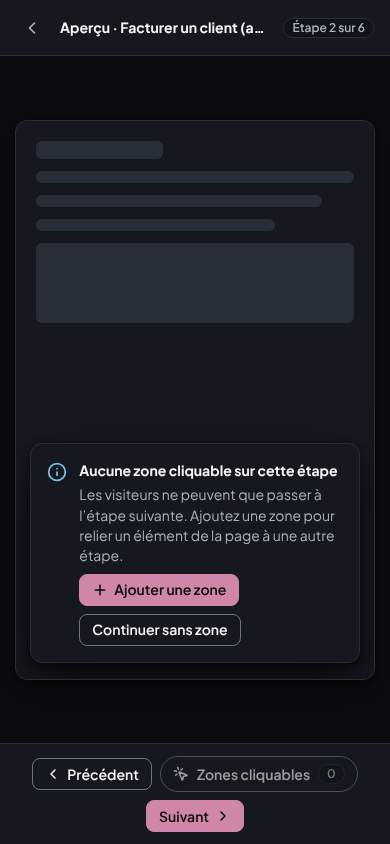 Aperçu · Facturer un client (a…
Étape 2 sur 6
Aucune zone cliquable sur cette étape
Les visiteurs ne peuvent que passer à
l'étape suivante. Ajoutez une zone pour
relier un élément de la page à une autre
étape.
Ajouter une zone
Continuer sans zone
Précédent
Zones cliquables 0
Suivant